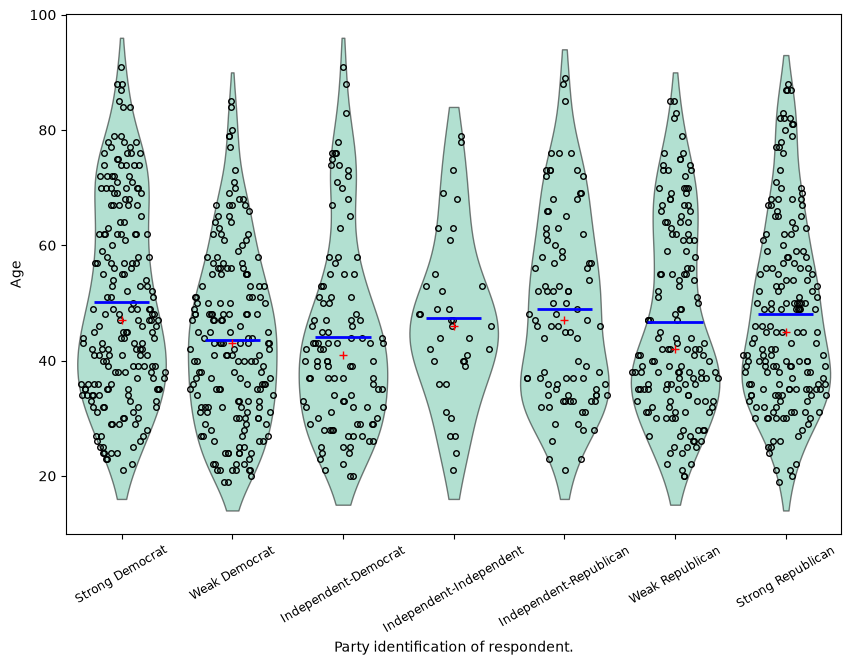 100
80
60
40
20
Age
Strong Democrat
Weak Democrat
Independent-Democrat
Independent-Independent
Independent-Republican
Weak Republican
Strong Republican
Party identification of respondent.